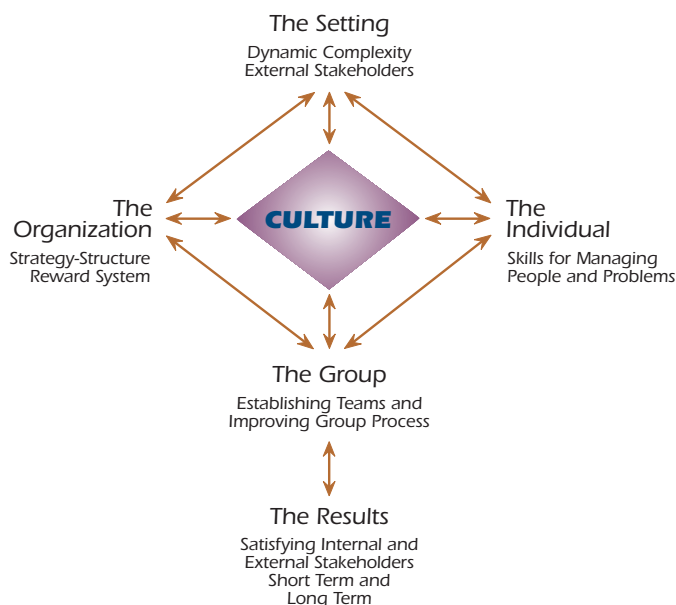 The Setting
Dynamic Complexity
External Stakeholders
The
Organization
Strategy-Structure
Reward System
CULTURE
The
Individual
Skills for Managing
People and Problems
The Group
Establishing Teams and
Improving Group Process
The Results
Satisfying Internal and
External Stakeholders
Short Term and
Long Term